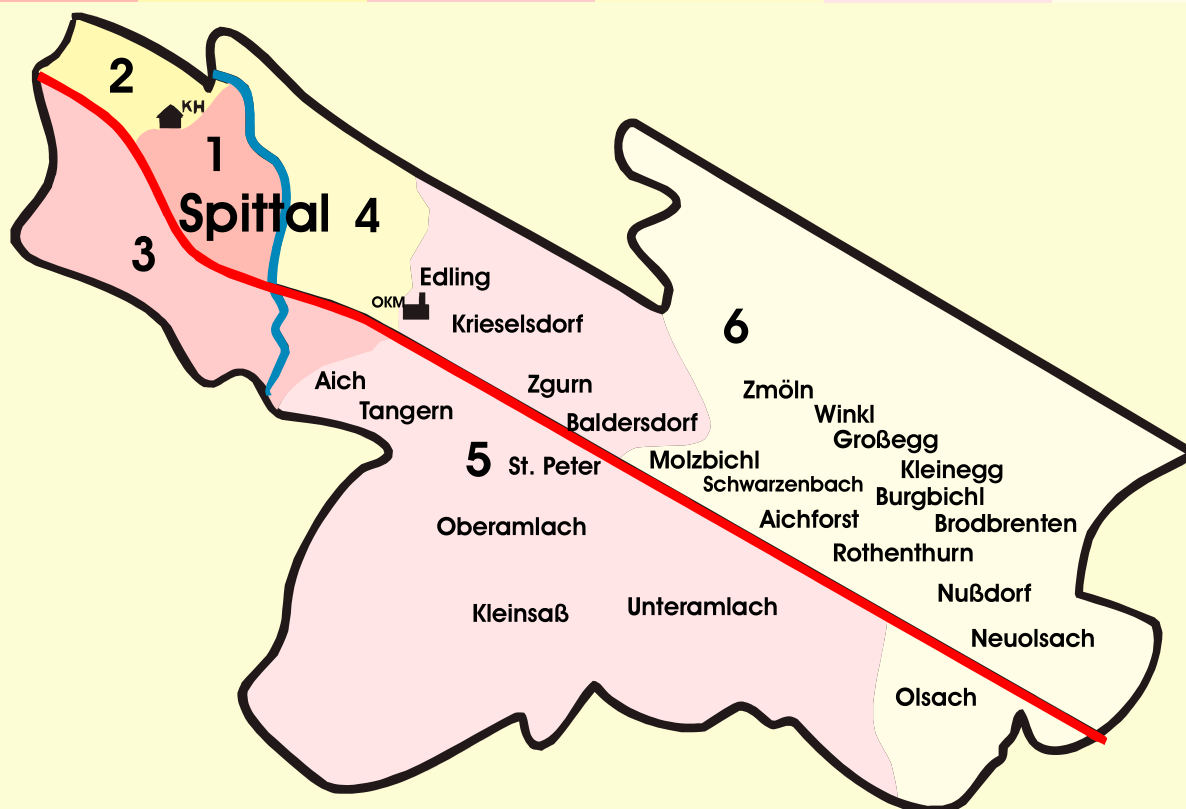 2
KH
1
Spittal 4
3
Edling
OKM
Krieselsdorf
6
Aich
Zgurn
Zmöln
Tangern
Winkl
Baldersdorf
Großegg
5
St. Peter
Molzbichl
Kleinegg
Schwarzenbach
Burgbichl
Aichforst
Brodbrenten
Oberamlach
Rothenthurn
Nußdorf
Kleinsaß
Unteramlach
Neuolsach
Olsach